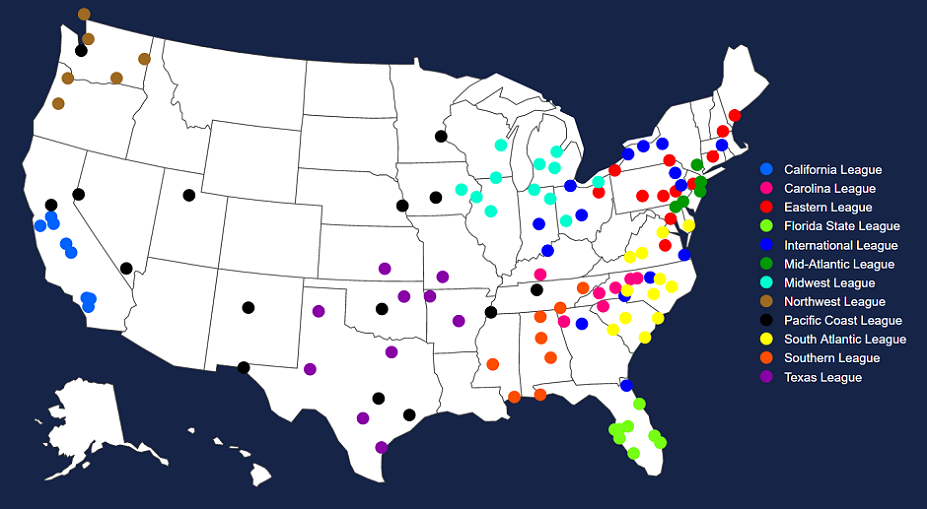 California League
Carolina League
Eastern League
Florida State League
International League
Mid-Atlantic League
Midwest League
Northwest League
Pacific Coast League
South Atlantic League
Southern League
Texas League